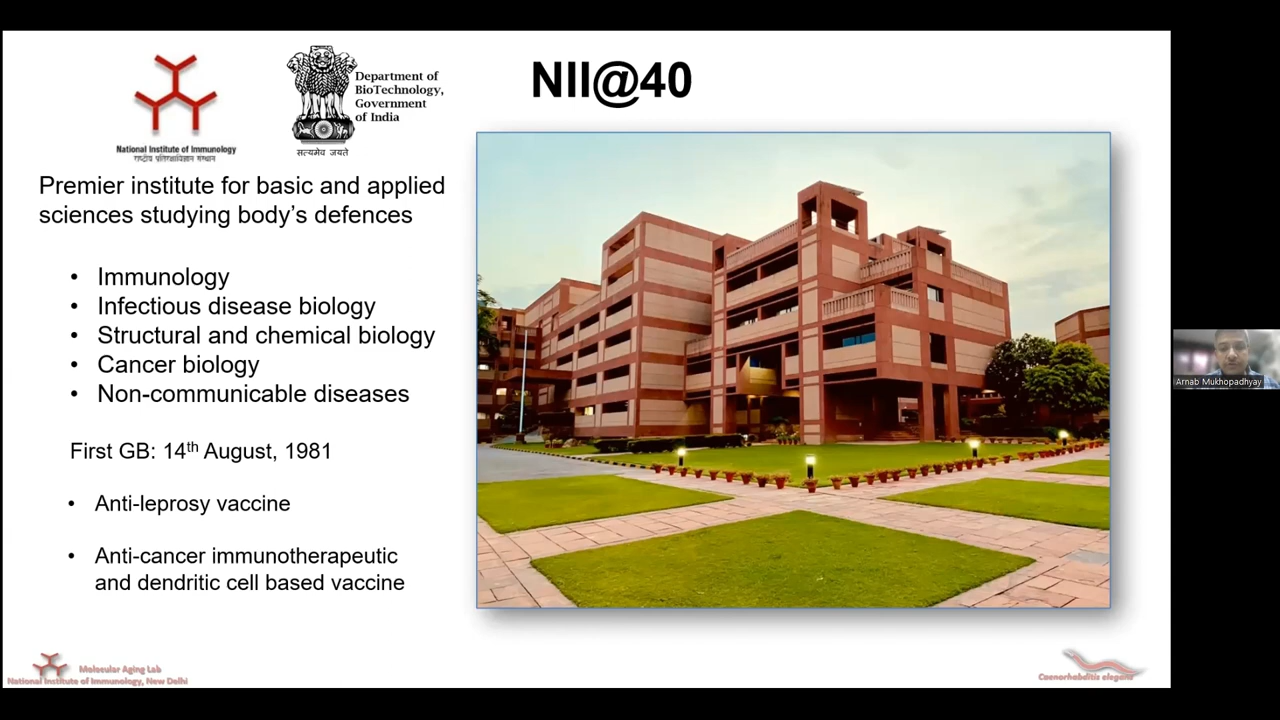 National Institute of Immunology
राष्ट्रीय प्रतिरक्षाविज्ञान संस्थान
Department of
BioTechnology,
Government
of India
सत्यमेव जयते
NII@40
Premier institute for basic and applied
sciences studying body’s defences
• Immunology
• Infectious disease biology
• Structural and chemical biology
• Cancer biology
• Non-communicable diseases
First GB: 14th August, 1981
• Anti-leprosy vaccine
• Anti-cancer immunotherapeutic
and dendritic cell based vaccine
Arnab Mukhopadhyay
Molecular Aging Lab
National Institute of Immunology, New Delhi
Caenorhabditis elegans